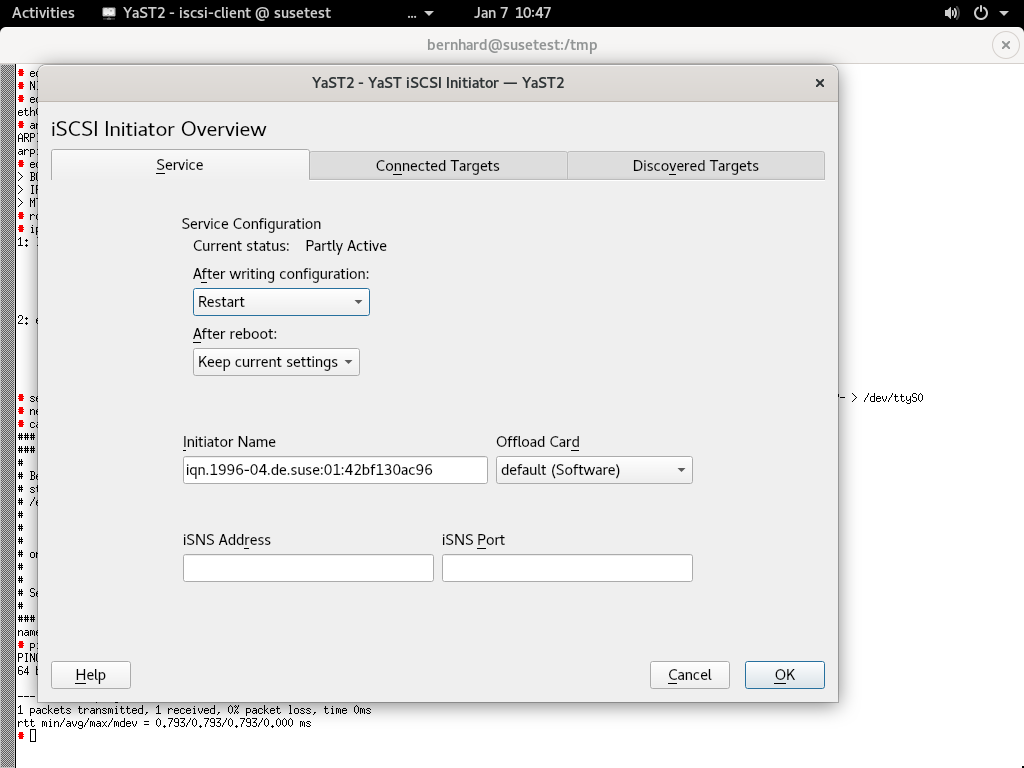 Activities YaST2 - iscsi-client @ susetest ... Jan 7 10:47
bernhard@susetest:/tmp
YaST2 - YaST iSCSI Initiator — YaST2
iSCSI Initiator Overview
Service Connected Targets Discovered Targets
Service Configuration
Current status: Partly Active
After writing configuration:
Restart
After reboot:
Keep current settings
Initiator Name Offload Card
iqn.1996-04.de.suse:01:42bf130ac96 default (Software)
iSNS Address iSNS Port
Help Cancel OK
> /dev/ttyS0
1:
2:
###
###
#
#
#
#
#
#
#
#
#
#
#
###
64
---
1 packets transmitted, 1 received, 0% packet loss, time 0ms
rtt min/avg/max/mdev = 0.793/0.793/0.793/0.000 ms